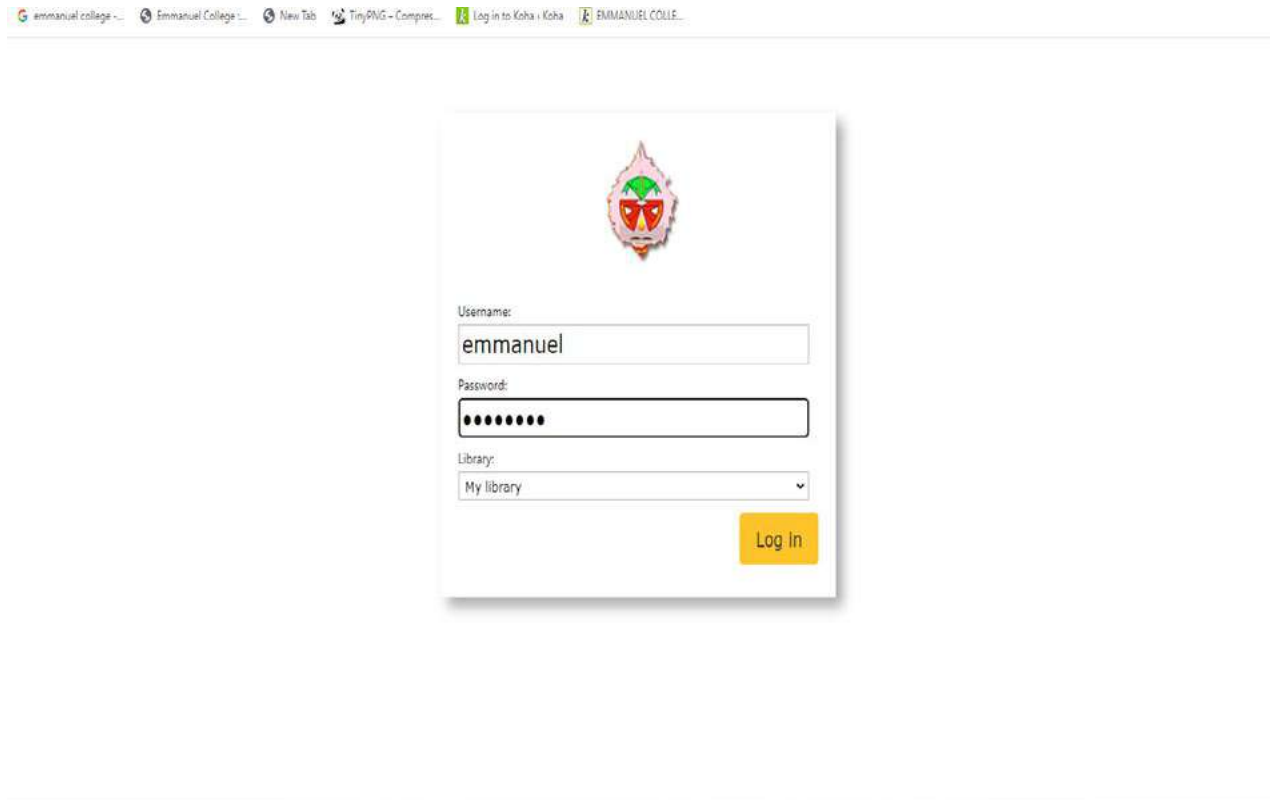 emmanuel college -... Emmanuel College :... New Tab TinyPNG – Compres... Log in to Koha ‹ Koha EMMANUEL COLLE...
Username:
emmanuel
Password:
••••••••
Library:
My library
Log In